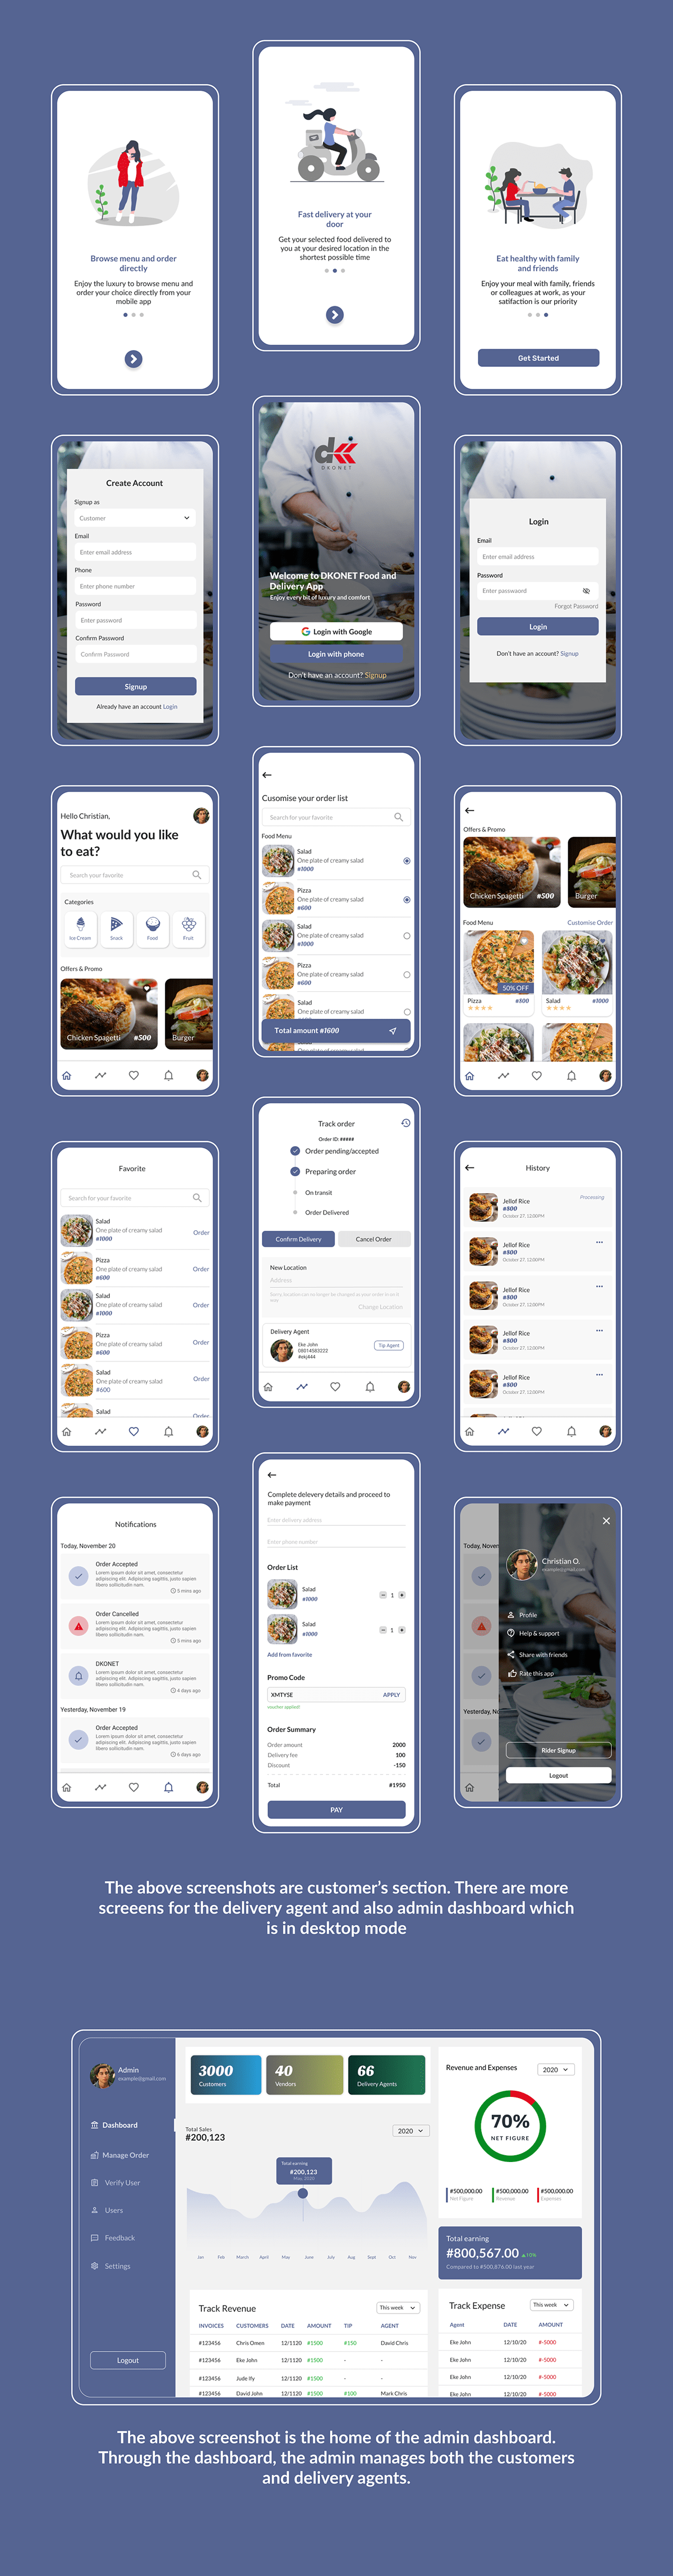 Browse menu and order
directly
Enjoy the luxury to browse menu and
order your choice directly from your
mobile app
Fast delivery at your
door
Get your selected food delivered to
you at your desired location in the
shortest possible time
Eat healthy with family
and friends
Enjoy your meal with family, friends
or colleagues at work, as your
satifaction is our priority
Get Started
Create Account
Signup as
Customer
Email
Enter email address
Phone
Enter phone number
Password
Enter password
Confirm Password
Confirm Password
Signup
Already have an account Login
dk
DKONET
Welcome to DKONET Food and
Delivery App
Enjoy every bit of luxury and comfort
Login with Google
Login with phone
Don't have an account? Signup
Login
Email
Enter email address
Password
Enter passwaord
Forgot Password
Login
Don't have an account? Signup
Hello Christian,
What would you like
to eat?
Search your favorite
Categories
Ice Cream
Snack
Food
Fruit
Offers & Promo
Chicken Spagetti #500
Burger
Cusomise your order list
Search for your favorite
Food Menu
Salad
One plate of creamy salad
#1000
Pizza
One plate of creamy salad
#600
Salad
One plate of creamy salad
#1000
Pizza
One plate of creamy salad
#600
Salad
One plate of creamy salad
Total amount #1600
Offers & Promo
Chicken Spagetti #500
Burger
Food Menu
Customise Order
50% OFF
Pizza #800
Salad #1000
Favorite
Search for your favorite
Salad
One plate of creamy salad
#1000
Order
Pizza
One plate of creamy salad
#600
Order
Salad
One plate of creamy salad
#1000
Order
Pizza
One plate of creamy salad
#600
Order
Salad
One plate of creamy salad
#600
Order
Salad
Order
Track order
Order ID: #####
Order pending/accepted
Preparing order
On transit
Order Delivered
Confirm Delivery
Cancel Order
New Location
Address
Change Location
Delivery Agent
Eke John
08014583222
Tip Agent
History
Jellof Rice
#800
October 27, 12:00PM
Processing
Jellof Rice
#800
October 27, 12:00PM
Jellof Rice
#800
October 27, 12:00PM
Jellof Rice
#800
October 27, 12:00PM
Jellof Rice
#800
October 27, 12:00PM
Notifications
Today, November 20
Order Accepted
Lorem ipsum dolor sit amet, consectetur
adipiscing elit. Adipiscing sagittis, justo sapien
libero sollicitudin nam.
5 mins ago
Order Cancelled
Lorem ipsum dolor sit amet, consectetur
adipiscing elit. Adipiscing sagittis, justo sapien
libero sollicitudin nam.
5 mins ago
DKONET
Lorem ipsum dolor sit amet, consectetur
adipiscing elit. Adipiscing sagittis, justo sapien
libero sollicitudin nam.
4 days ago
Yesterday, November 19
Order Accepted
Lorem ipsum dolor sit amet, consectetur
adipiscing elit. Adipiscing sagittis, justo sapien
libero sollicitudin nam.
6 days ago
Complete delevery details and proceed to
make payment
Enter delivery address
Enter phone number
Order List
Salad
#1000
1
Salad
#1000
1
Add from favorite
Promo Code
XMTYSE
APPLY
voucher applied!
Order Summary
Order amount 2000
Delivery fee 100
Discount -150
Total #1950
PAY
Today, Noven
Yesterday, N
Christian O.
example@gmail.com
Profile
Help & support
Share with friends
Rate this app
Rider Signup
Logout
The above screenshots are customer's section. There are more
screeens for the delivery agent and also admin dashboard which
is in desktop mode
Admin
example@gmail.com
Dashboard
Manage Order
Verify User
Users
Feedback
Settings
Logout
3000
Customers
40
Vendors
66
Delivery Agents
Total Sales
#200,123
2020
Total earning
#200,123
May, 2020
Jan Feb March April May June July Aug Sept Oct Nov
Revenue and Expenses
2020
70%
NET FIGURE
#500,000.00
Net Figure
#500,000.00
Revenue
#500,000.00
Expenses
Total earning
#800,567.00 10%
Compared to #500,876.00 last year
Track Revenue
This week
INVOICES CUSTOMERS DATE AMOUNT TIP AGENT
#123456 Chris Omen 12/1120 #1500 #150 David Chris
#123456 Eke John 12/1120 #1500 - -
#123456 Jude Ify 12/1120 #1500 - -
#123456 David John 12/1120 #1500 #100 Mark Chris
Track Expense
This week
Agent DATE AMOUNT
Eke John 12/10/20 #-5000
Eke John 12/10/20 #-5000
Eke John 12/10/20 #-5000
Eke John 12/10/20 #-5000
The above screenshot is the home of the admin dashboard.
Through the dashboard, the admin manages both the customers
and delivery agents.